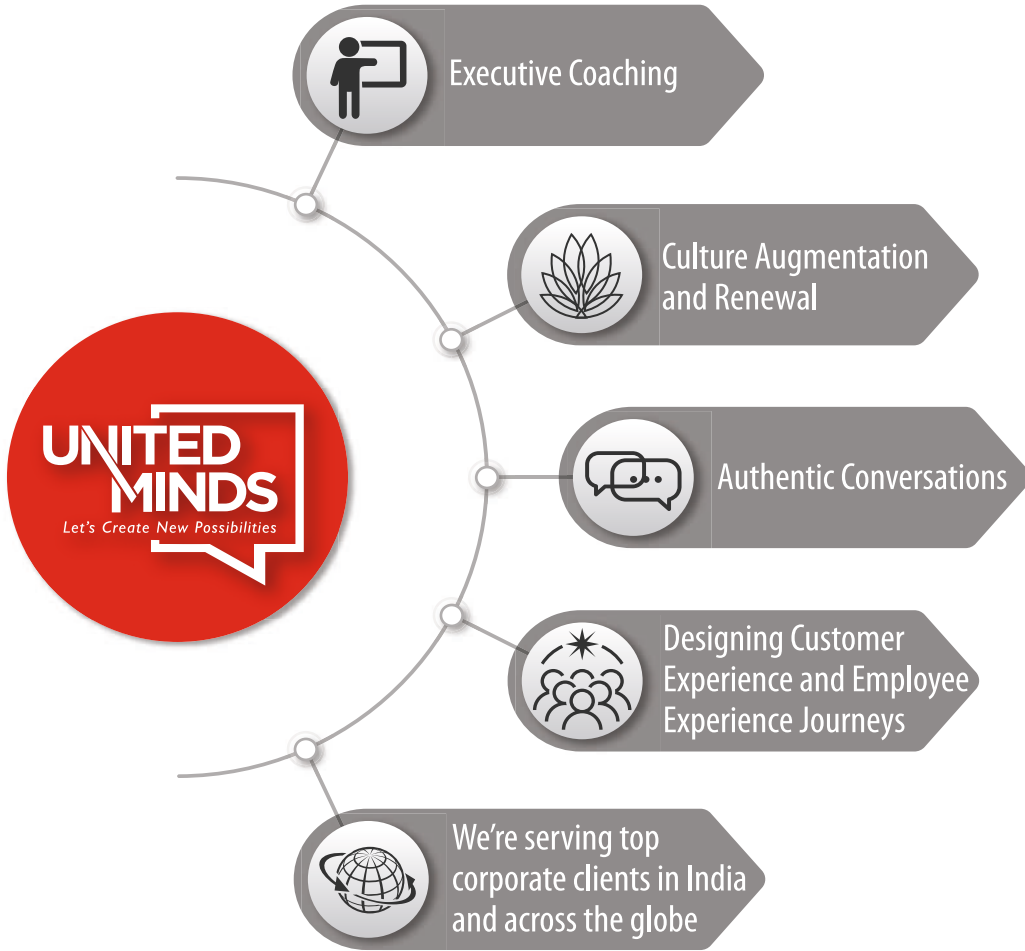 Executive Coaching
Culture Augmentation
and Renewal
UNITED
MINDS
Let's Create New Possibilities
Authentic Conversations
Designing Customer
Experience and Employee
Experience Journeys
We're serving top
corporate clients in India
and across the globe